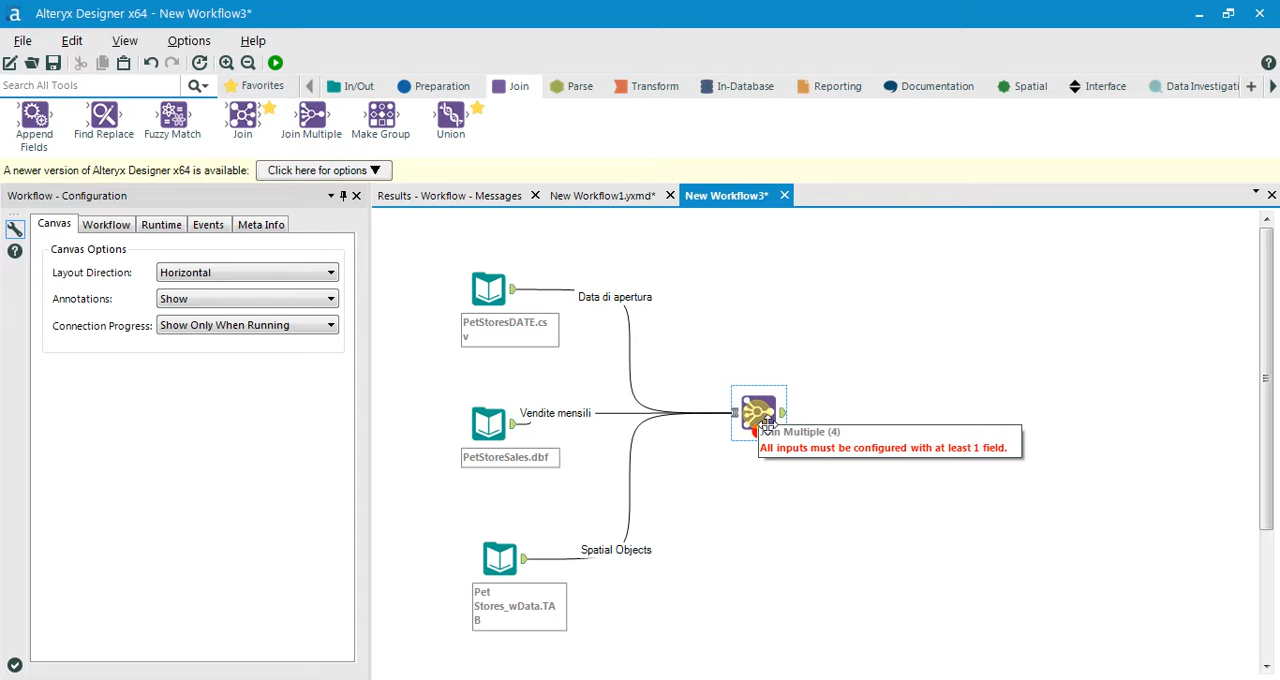 a Alteryx Designer x64 - New Workflow3*
File Edit View Options Help
Search All Tools Favorites In/Out Preparation Join Parse Transform In-Database Reporting Documentation Spatial Interface Data Investigati
Append Fields
Find Replace
Fuzzy Match
Join
Join Multiple
Make Group
Union
A newer version of Alteryx Designer x64 is available: Click here for options ▼
Workflow - Configuration
Results - Workflow - Messages New Workflow1.yxmd* New Workflow3*
Canvas Workflow Runtime Events Meta Info
Canvas Options
Layout Direction: Horizontal
Annotations: Show
Connection Progress: Show Only When Running
Data di apertura
PetStoresDATE.cs
v
Vendite mensili
PetStoreSales.dbf
Join Multiple (4)
All inputs must be configured with at least 1 field.
Spatial Objects
Pet
Stores_wData.TA
B